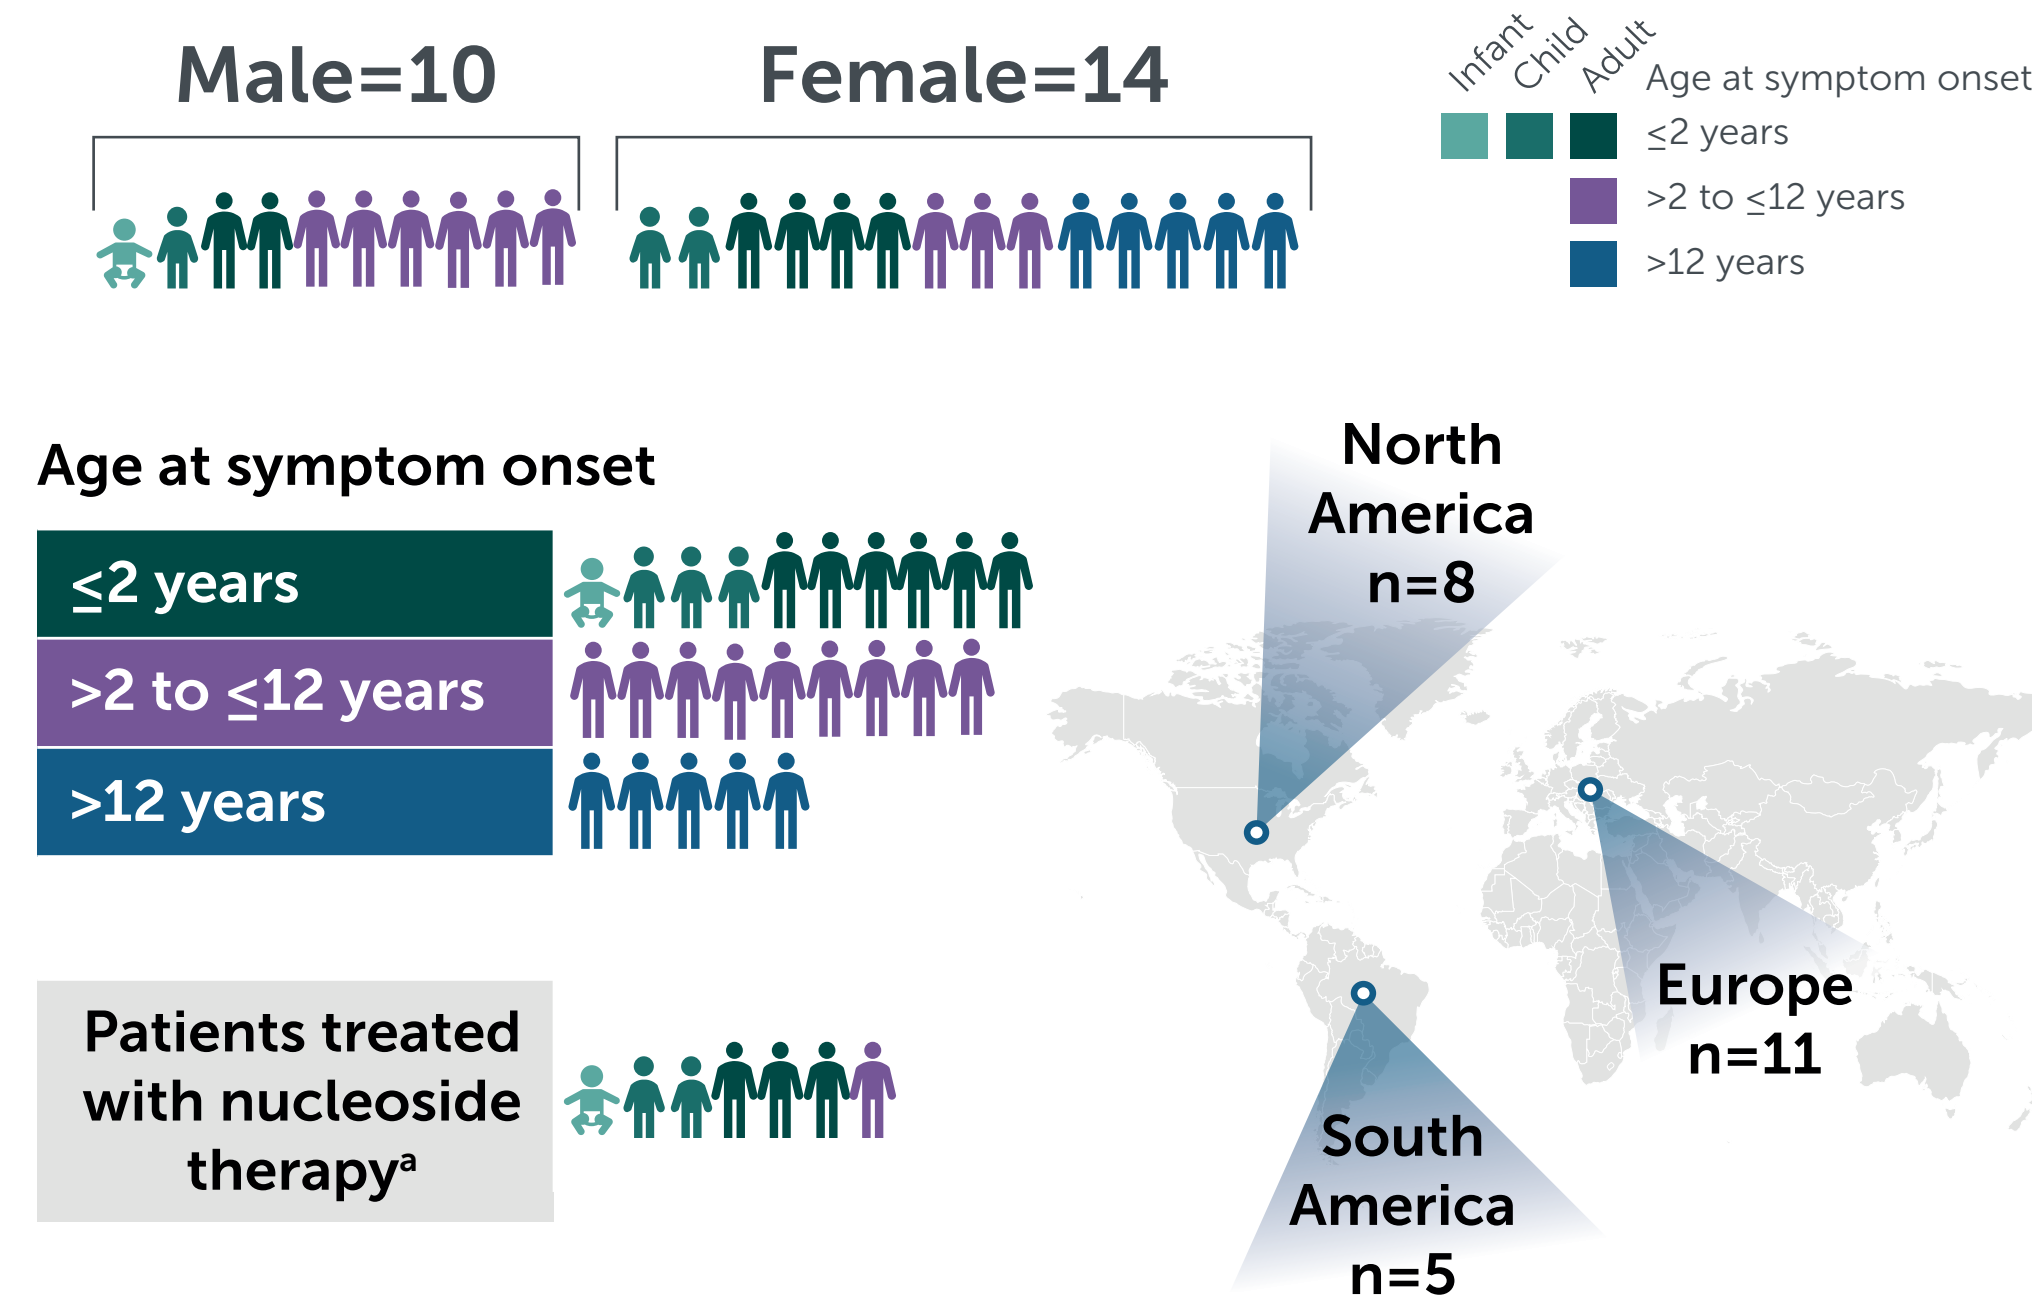 Male=10
Female=14
Infant
Child
Adult
Age at symptom onset
≤2 years
>2 to ≤12 years
>12 years
Age at symptom onset
≤2 years
>2 to ≤12 years
>12 years
Patients treated
with nucleoside
therapyᵃ
North
America
n=8
Europe
n=11
South
America
n=5